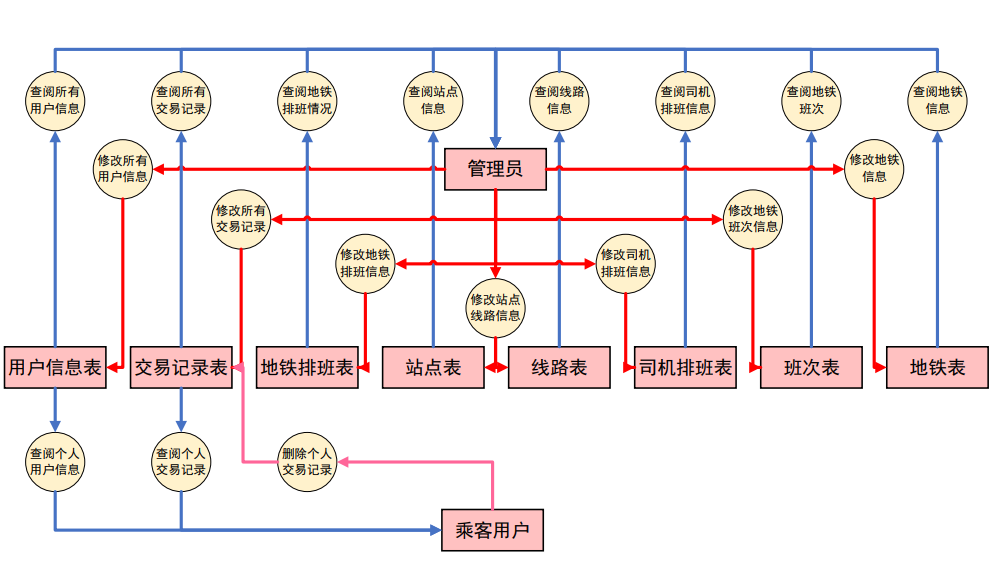 查阅所有
用户信息
查阅所有
交易记录
查阅地铁
排班情况
查阅站点
信息
查阅线路
信息
查阅司机
排班信息
查阅地铁
班次
查阅地铁
信息
修改所有
用户信息
管理员
修改地铁
信息
修改所有
交易记录
修改地铁
班次信息
修改地铁
排班信息
修改司机
排班信息
修改站点
线路信息
用户信息表
交易记录表
地铁排班表
站点表
线路表
司机排班表
班次表
地铁表
查阅个人
用户信息
查阅个人
交易记录
删除个人
交易记录
乘客用户